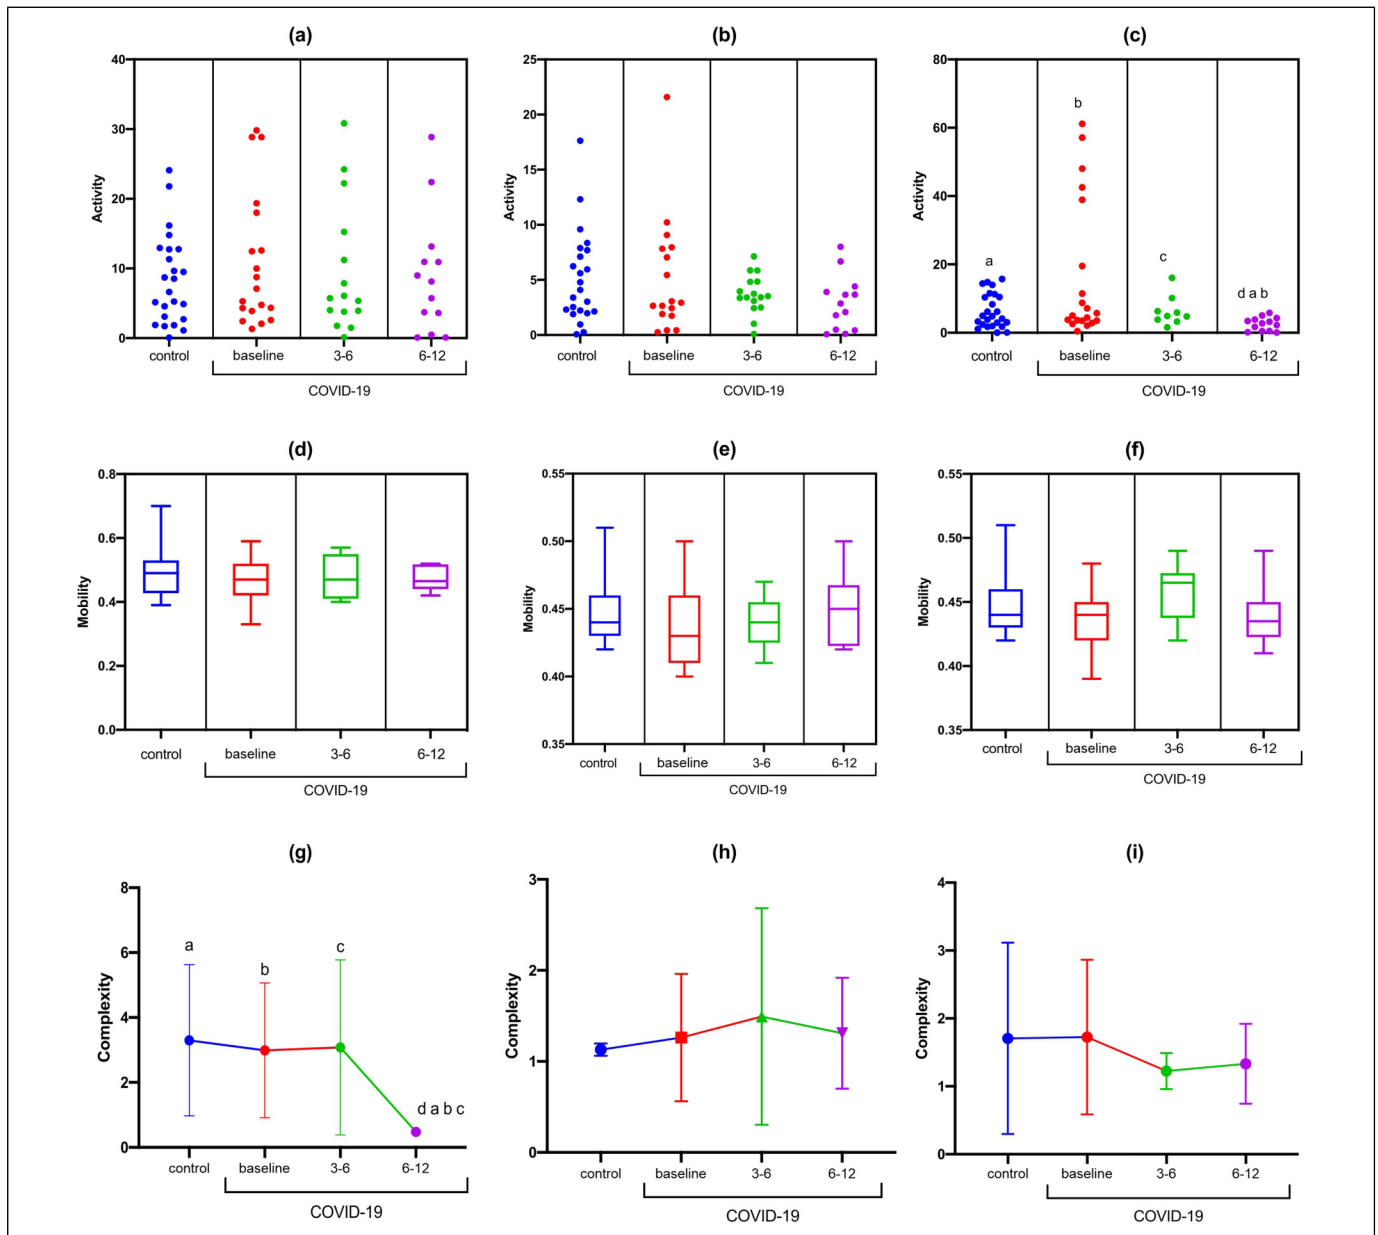 (a)
40
30
20
10
0
Activity
control
baseline
3-6
6-12
COVID-19
(b)
25
20
15
10
5
0
Activity
control
baseline
3-6
6-12
COVID-19
(c)
80
60
40
20
0
Activity
a
b
c
d a b
control
baseline
3-6
6-12
COVID-19
(d)
0.8
0.6
0.4
0.2
0.0
Mobility
control
baseline
3-6
6-12
COVID-19
(e)
0.55
0.50
0.45
0.40
0.35
Mobility
control
baseline
3-6
6-12
COVID-19
(f)
0.55
0.50
0.45
0.40
0.35
Mobility
control
baseline
3-6
6-12
COVID-19
(g)
8
6
4
2
0
Complexity
a
b
c
d a b c
control
baseline
3-6
6-12
COVID-19
(h)
3
2
1
0
Complexity
control
baseline
3-6
6-12
COVID-19
(i)
4
3
2
1
0
Complexity
control
baseline
3-6
6-12
COVID-19